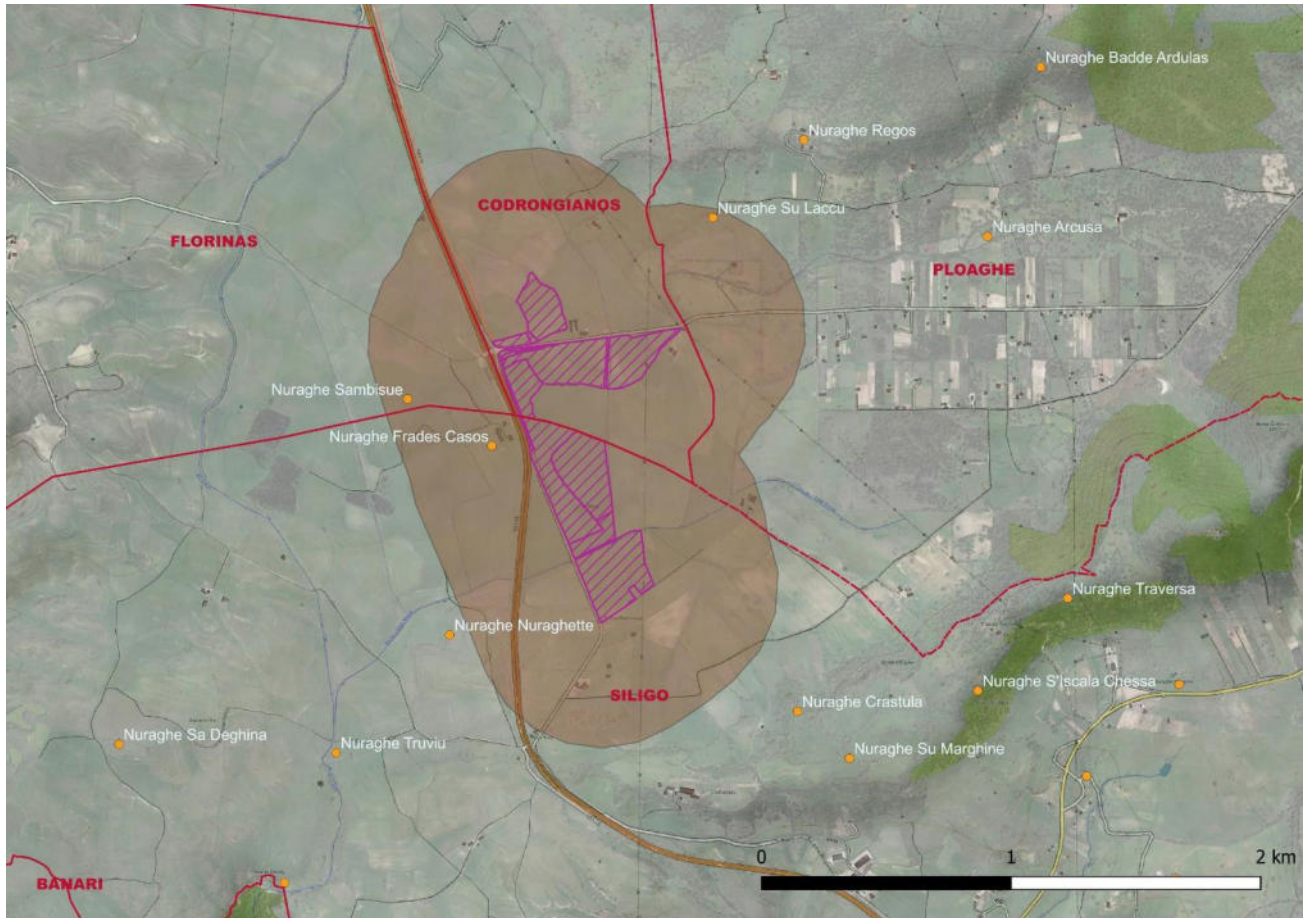 Nuraghe Badde Ardulas
Nuraghe Regos
CODRONGIANOS
Nuraghe Su Laccu
FLORINAS
Nuraghe Arcusa
PLOAGHE
Nuraghe Sambisue
Nuraghe Frades Casos
Nuraghe Traversa
Nuraghe Nuraghette
SILIGO
Nuraghe S'Iscala Chessa
Nuraghe Crastula
Nuraghe Sa Deghina
Nuraghe Truviu
Nuraghe Su Marghine
0 1 2 km
BANARI